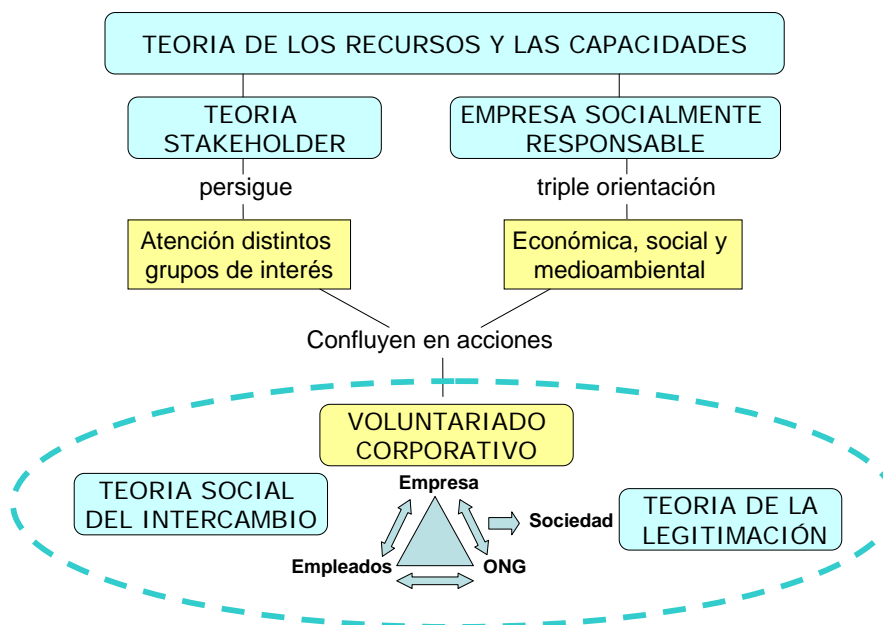 TEORIA DE LOS RECURSOS Y LAS CAPACIDADES
TEORIA
STAKEHOLDER
EMPRESA SOCIALMENTE
RESPONSABLE
persigue
triple orientación
Atención distintos
grupos de interés
Económica, social y
medioambiental
Confluyen en acciones
VOLUNTARIADO
CORPORATIVO
TEORIA SOCIAL
DEL INTERCAMBIO
Empresa
Sociedad
Empleados
ONG
TEORIA DE LA
LEGITIMACIÓN